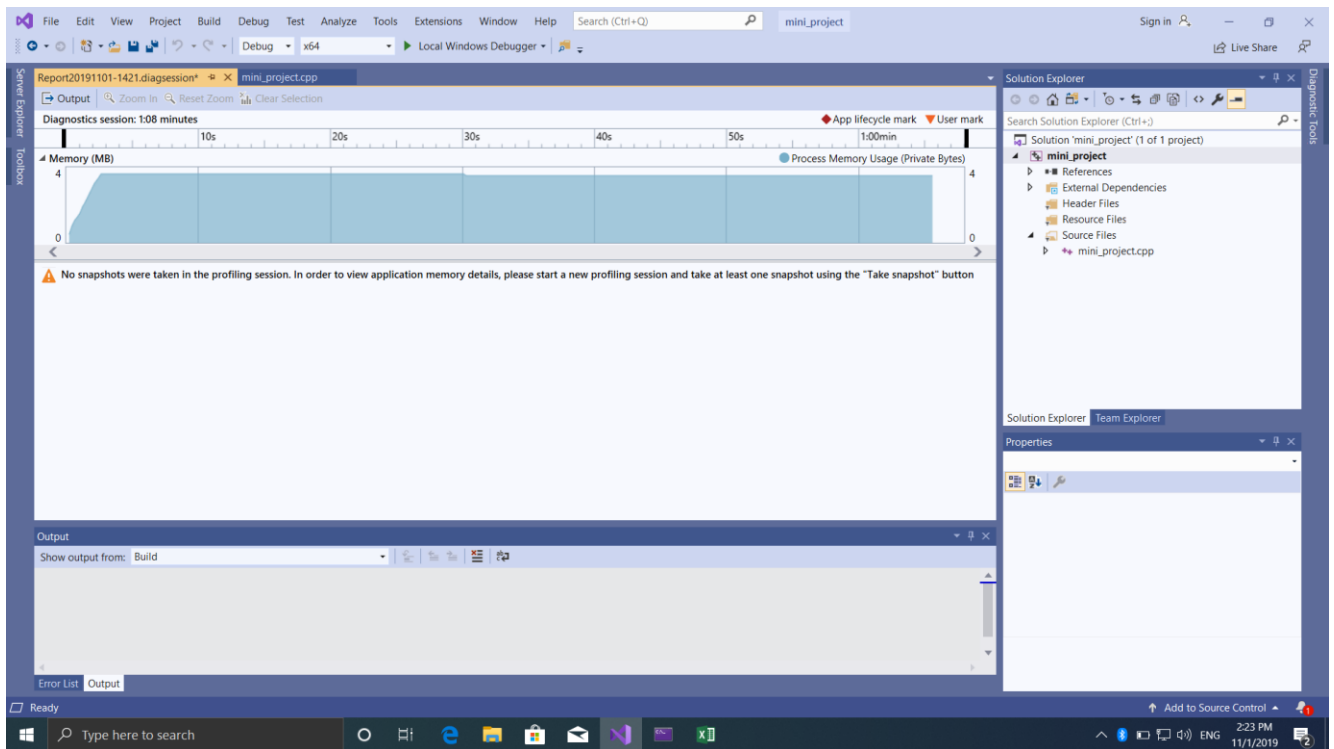 File Edit View Project Build Debug Test Analyze Tools Extensions Window Help Search (Ctrl+Q) mini_project Sign in
Debug x64 Local Windows Debugger Live Share
Server Explorer
Toolbox
Report20191101-1421.diagsession* mini_project.cpp
Output Zoom In Reset Zoom Clear Selection
Diagnostics session: 1:08 minutes App lifecycle mark User mark
10s 20s 30s 40s 50s 1:00min
Memory (MB) Process Memory Usage (Private Bytes)
4 4
0 0
No snapshots were taken in the profiling session. In order to view application memory details, please start a new profiling session and take at least one snapshot using the "Take snapshot" button
Output
Show output from: Build
Error List Output
Solution Explorer
Search Solution Explorer (Ctrl+;)
Solution 'mini_project' (1 of 1 project)
mini_project
References
External Dependencies
Header Files
Resource Files
Source Files
mini_project.cpp
Solution Explorer Team Explorer
Properties
Diagnostic Tools
Ready Add to Source Control 1
Type here to search ENG 2:23 PM
11/1/2019 2